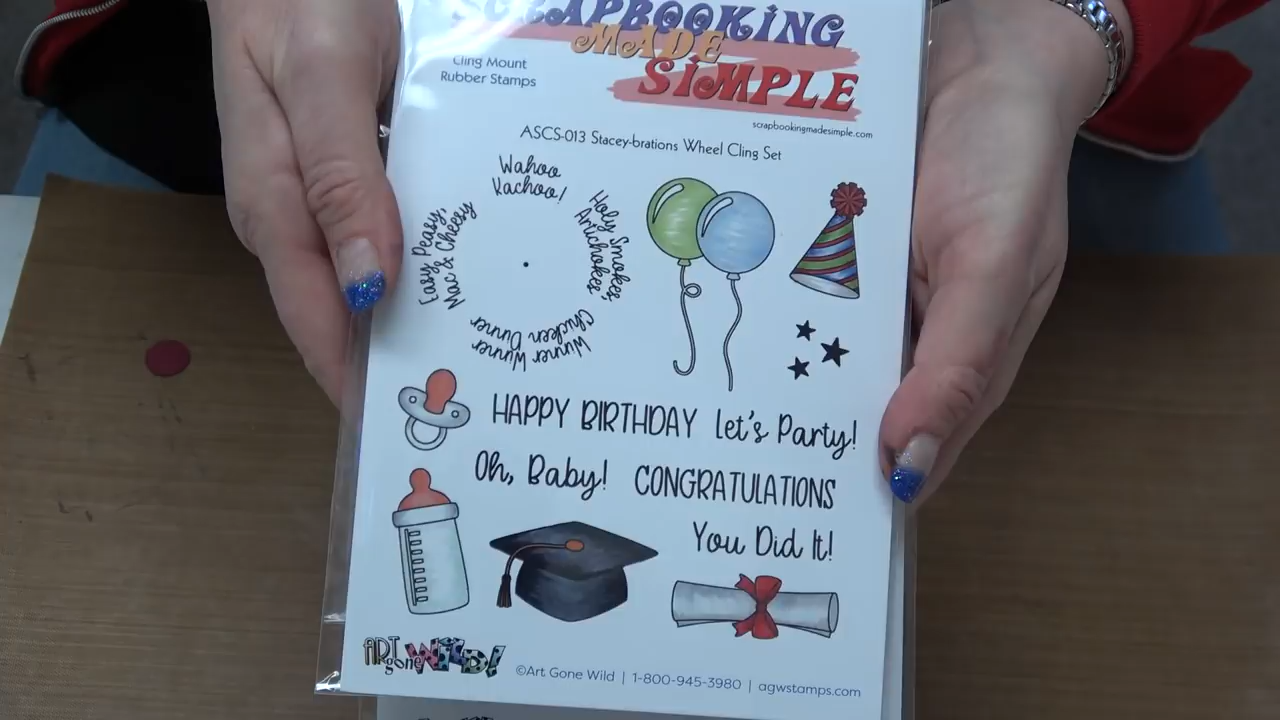 SCRAPBOOKING
MADE
SIMPLE
Cling Mount
Rubber Stamps
scrapbookingmadesimple.com
ASCS-013 Stacey-brations Wheel Cling Set
Wahoo
Kachoo!
Holy Smokes,
Artichokes
Winner Winner
Chicken Dinner
Easy Peasy,
Mac & Cheesy
HAPPY BIRTHDAY Let's Party!
Oh, Baby! CONGRATULATIONS
You Did It!
ART gone WILD!
©Art Gone Wild | 1-800-945-3980 | agwstamps.com